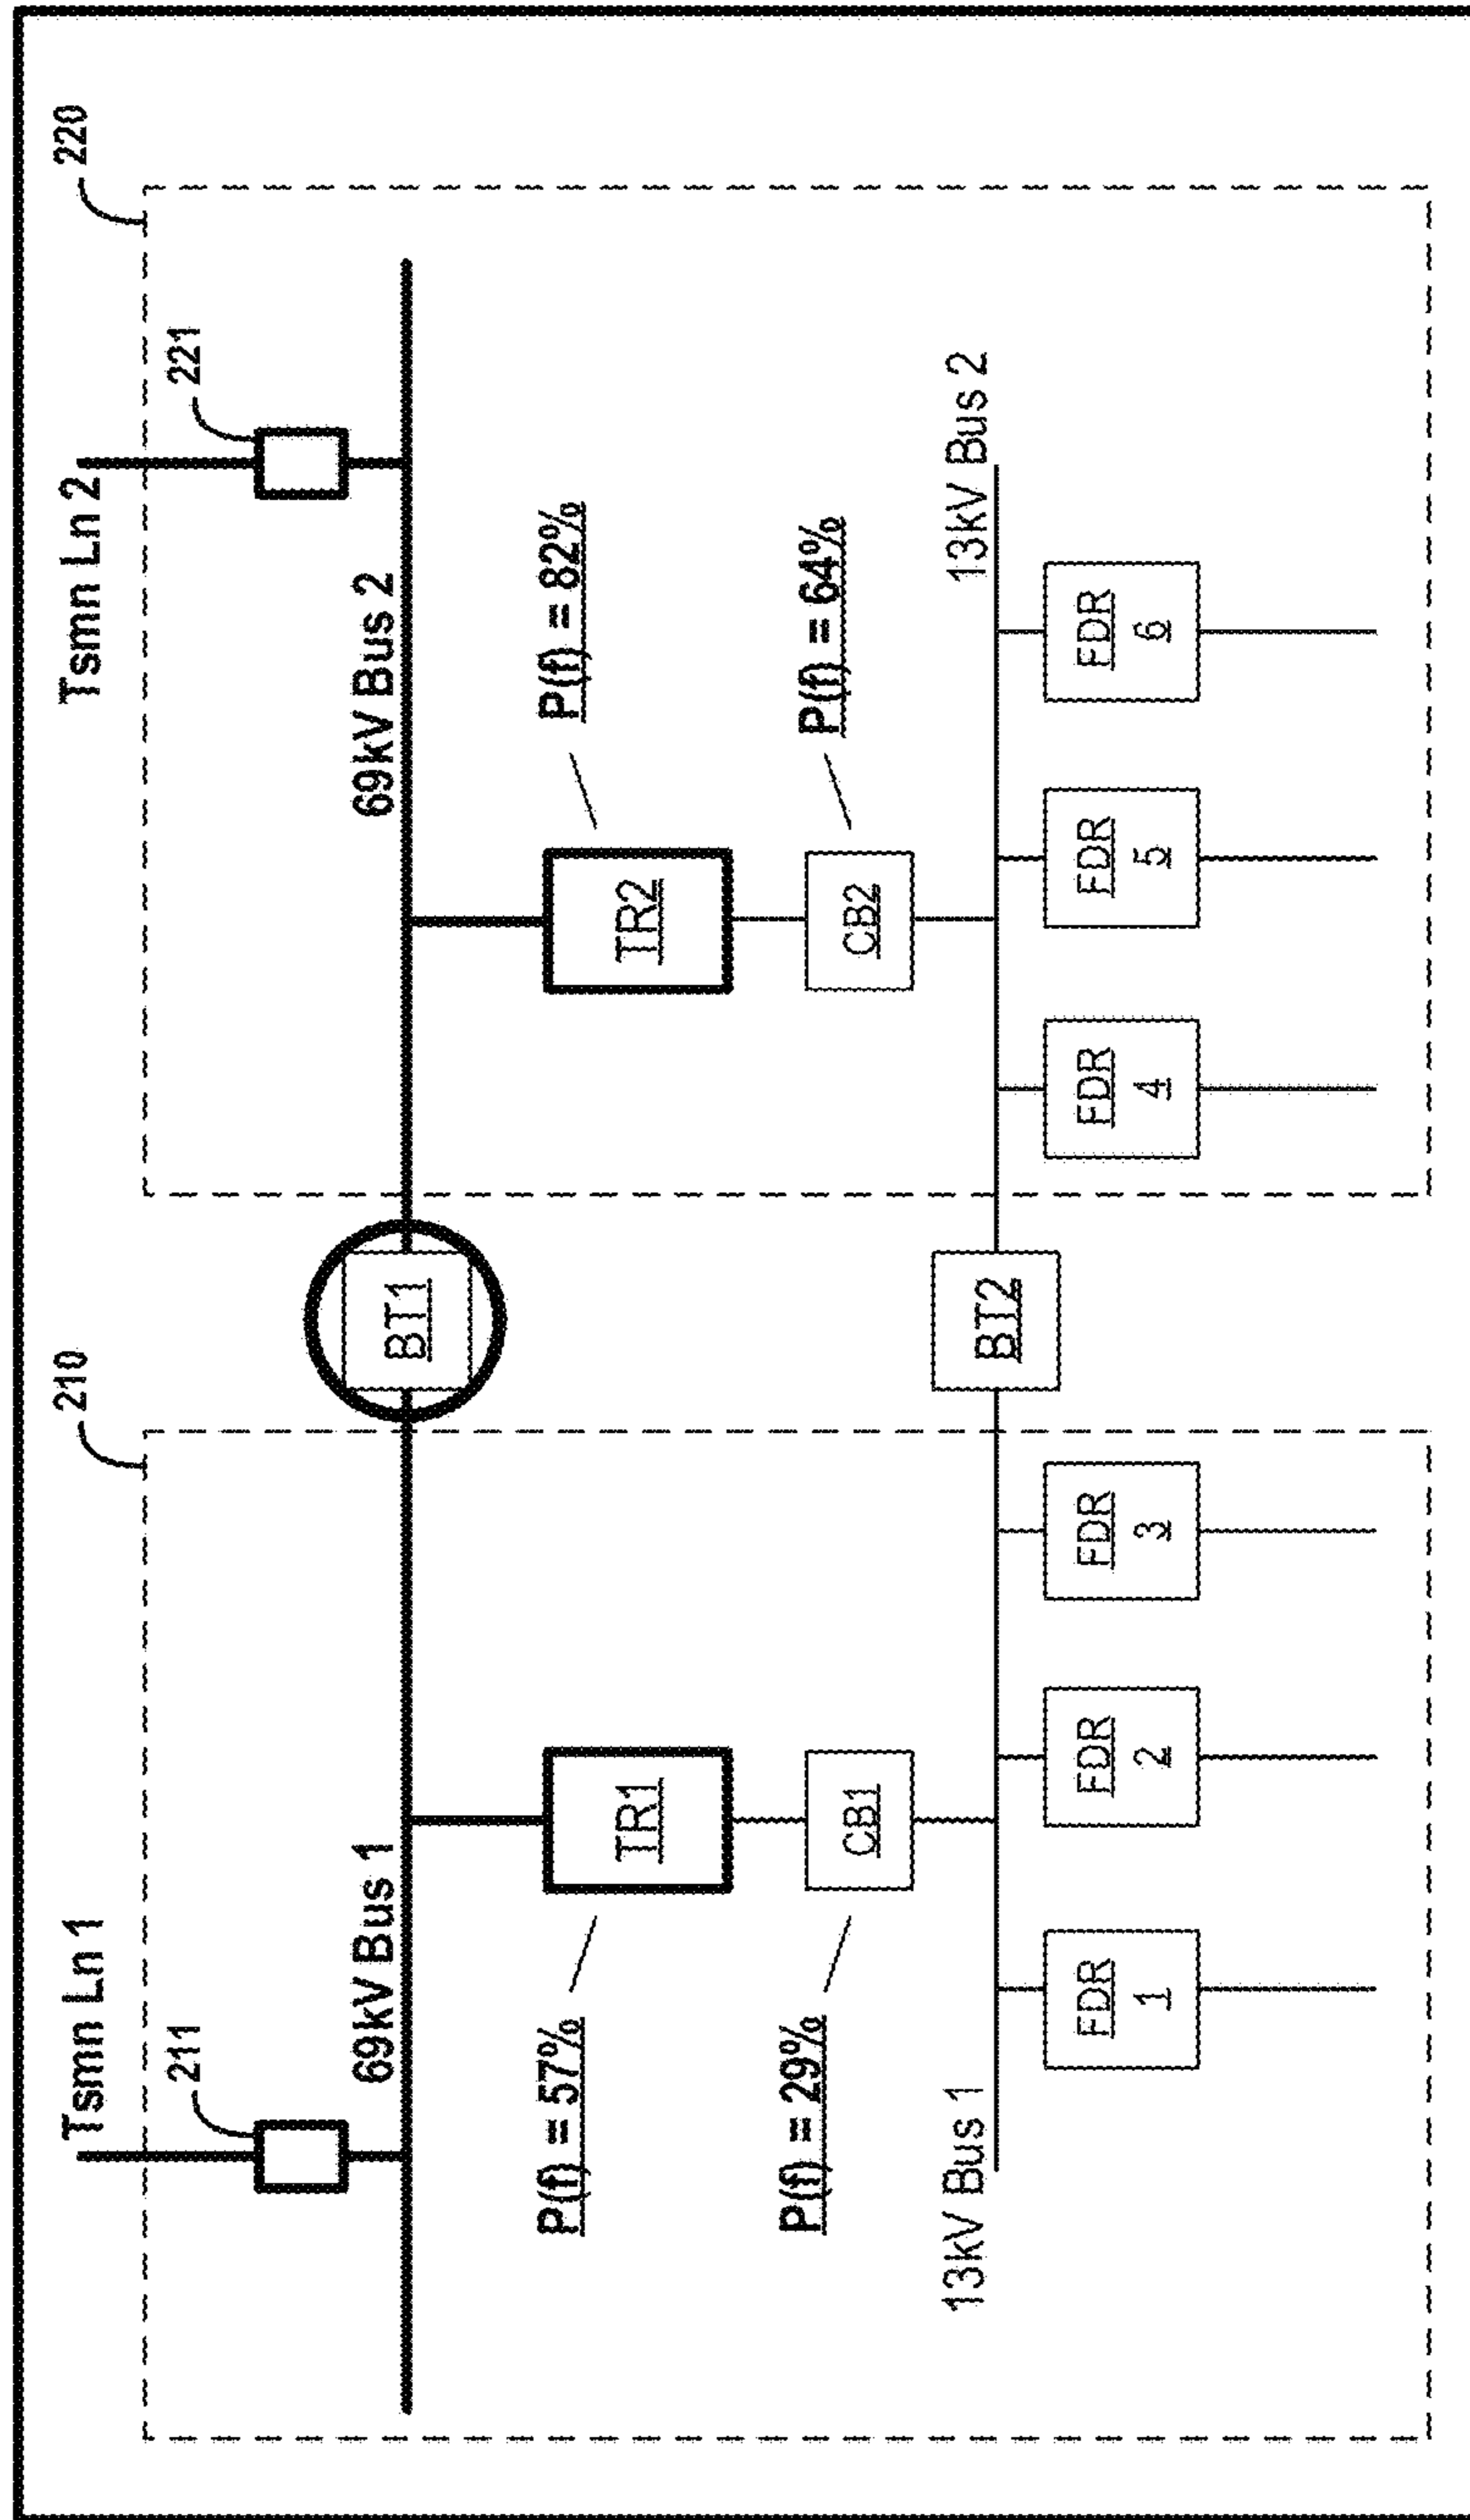 Tsmn Ln 1
Tsmn Ln 2
210
220
211
221
69kV Bus 1
69kV Bus 2
BT1
TR1
TR2
P(f) = 57%
P(f) = 82%
CB1
CB2
P(f) = 29%
P(f) = 64%
13kV Bus 1
13kV Bus 2
BT2
FDR
1
FDR
2
FDR
3
FDR
4
FDR
5
FDR
6